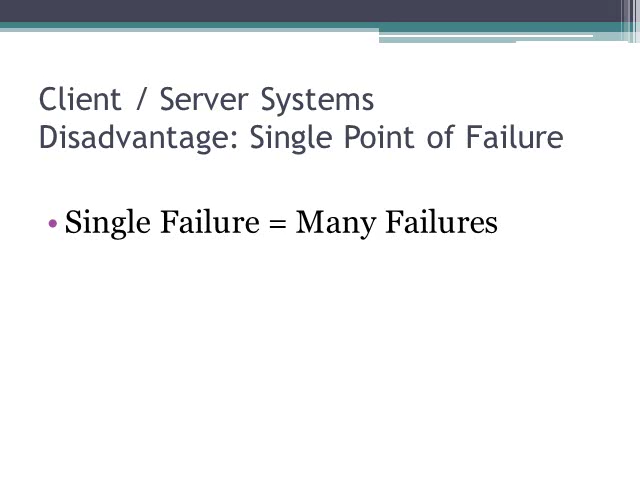 Client / Server Systems
Disadvantage: Single Point of Failure
• Single Failure = Many Failures